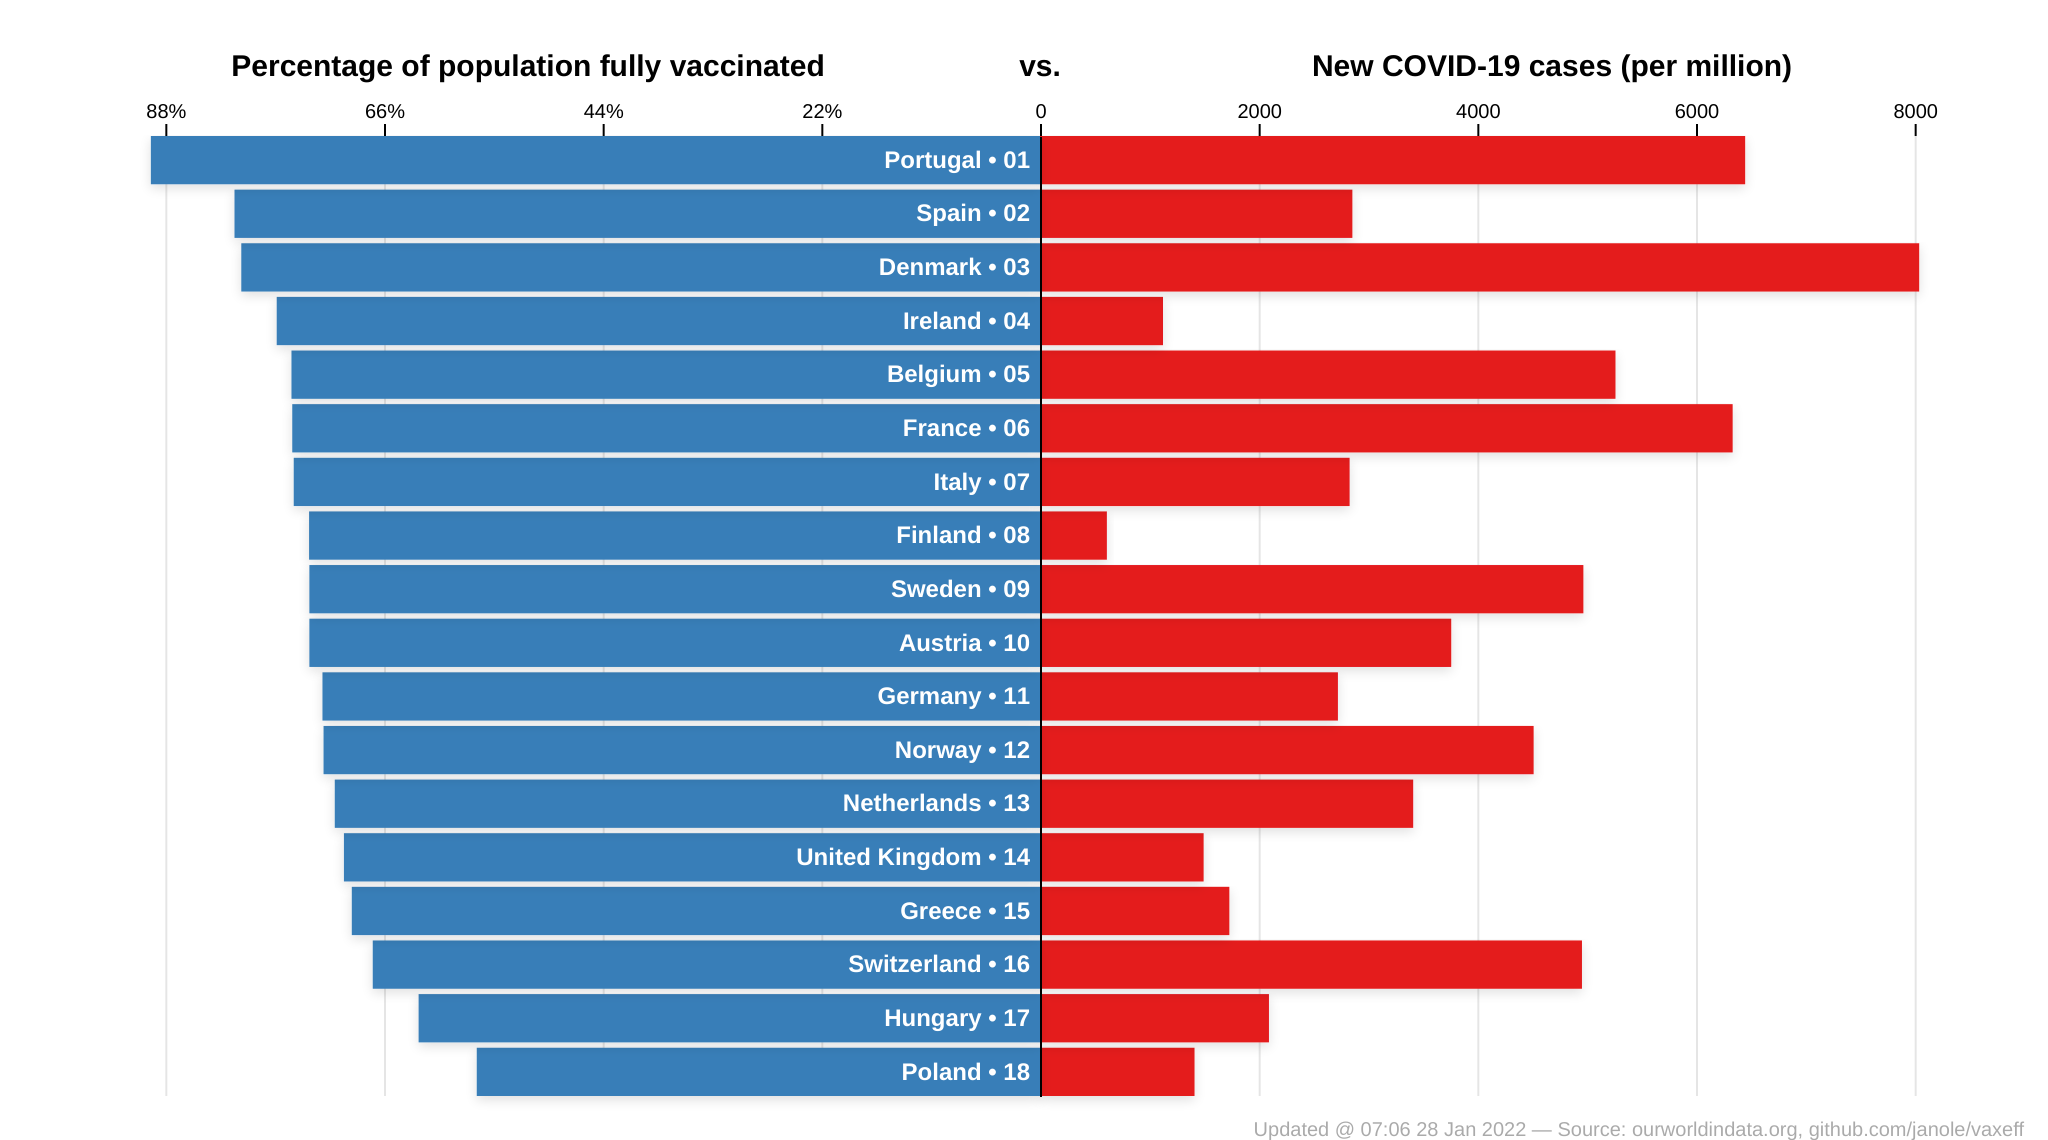 Percentage of population fully vaccinated vs. New COVID-19 cases (per million)
88% 66% 44% 22% 0 2000 4000 6000 8000
Portugal • 01
Spain • 02
Denmark • 03
Ireland • 04
Belgium • 05
France • 06
Italy • 07
Finland • 08
Sweden • 09
Austria • 10
Germany • 11
Norway • 12
Netherlands • 13
United Kingdom • 14
Greece • 15
Switzerland • 16
Hungary • 17
Poland • 18
Updated @ 07:06 28 Jan 2022 — Source: ourworldindata.org, github.com/janole/vaxeff